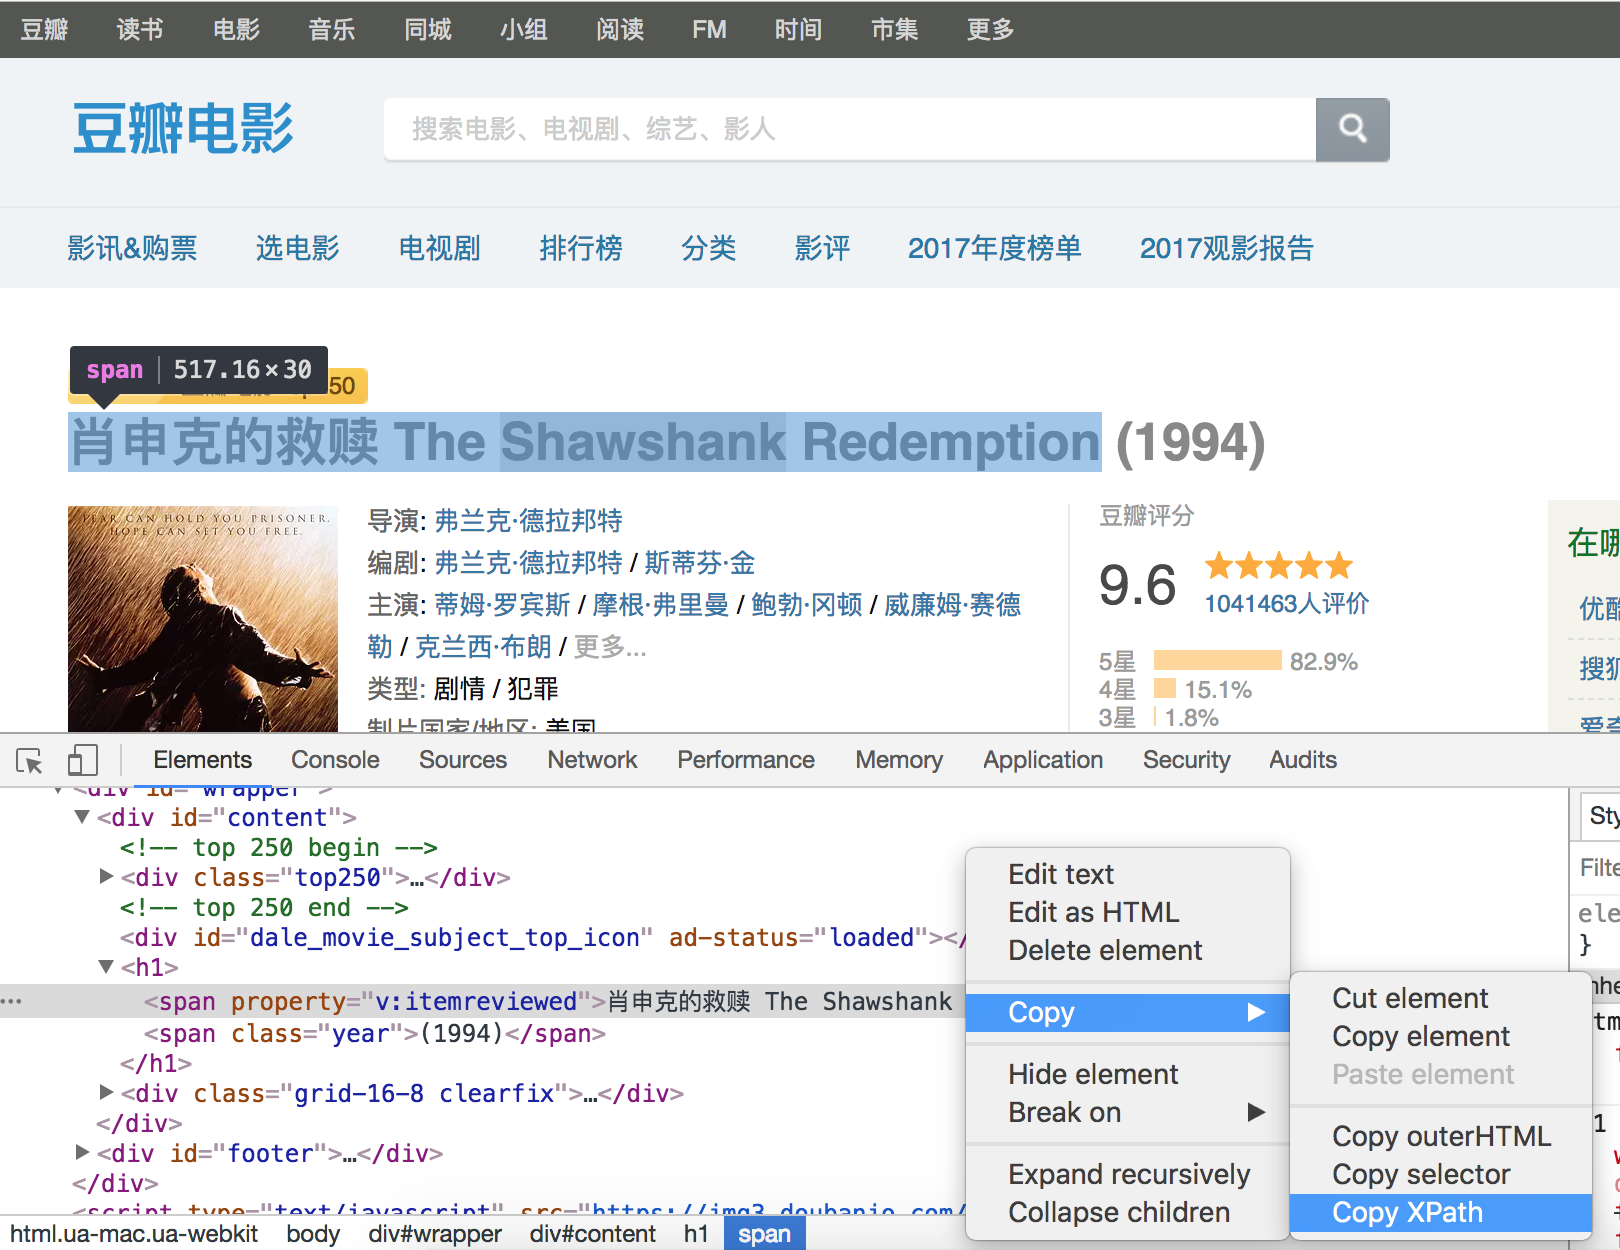 豆瓣 读书 电影 音乐 同城 小组 阅读 FM 时间 市集 更多
豆瓣电影
搜索电影、电视剧、综艺、影人
影讯&购票 选电影 电视剧 排行榜 分类 影评 2017年度榜单 2017观影报告
span 517.16×30
50
肖申克的救赎 The Shawshank Redemption (1994)
FEAR CAN HOLD YOU PRISONER.
HOPE CAN SET YOU FREE.
导演: 弗兰克·德拉邦特
编剧: 弗兰克·德拉邦特 / 斯蒂芬·金
主演: 蒂姆·罗宾斯 / 摩根·弗里曼 / 鲍勃·冈顿 / 威廉姆·赛德
勒 / 克兰西·布朗 / 更多...
类型: 剧情 / 犯罪
制片国家/地区: 美国
豆瓣评分
9.6
1041463人评价
5星 82.9%
4星 15.1%
3星 1.8%
在哪
优酷
搜狐
爱奇
Elements Console Sources Network Performance Memory Application Security Audits
<div id="wrapper">
<div id="content">
<!-- top 250 begin -->
<div class="top250">…</div>
<!-- top 250 end -->
<div id="dale_movie_subject_top_icon" ad-status="loaded"></
<h1>
<span property="v:itemreviewed">肖申克的救赎 The Shawshank
<span class="year">(1994)</span>
</h1>
<div class="grid-16-8 clearfix">…</div>
</div>
<div id="footer">…</div>
</div>
<script type="text/javascript" src="https://img3.doubanio.com/
html.ua-mac.ua-webkit body div#wrapper div#content h1 span
Edit text
Edit as HTML
Delete element
Copy
Hide element
Break on
Expand recursively
Collapse children
Cut element
Copy element
Paste element
Copy outerHTML
Copy selector
Copy XPath
Sty
Filte
ele
}
nhe
tm
1